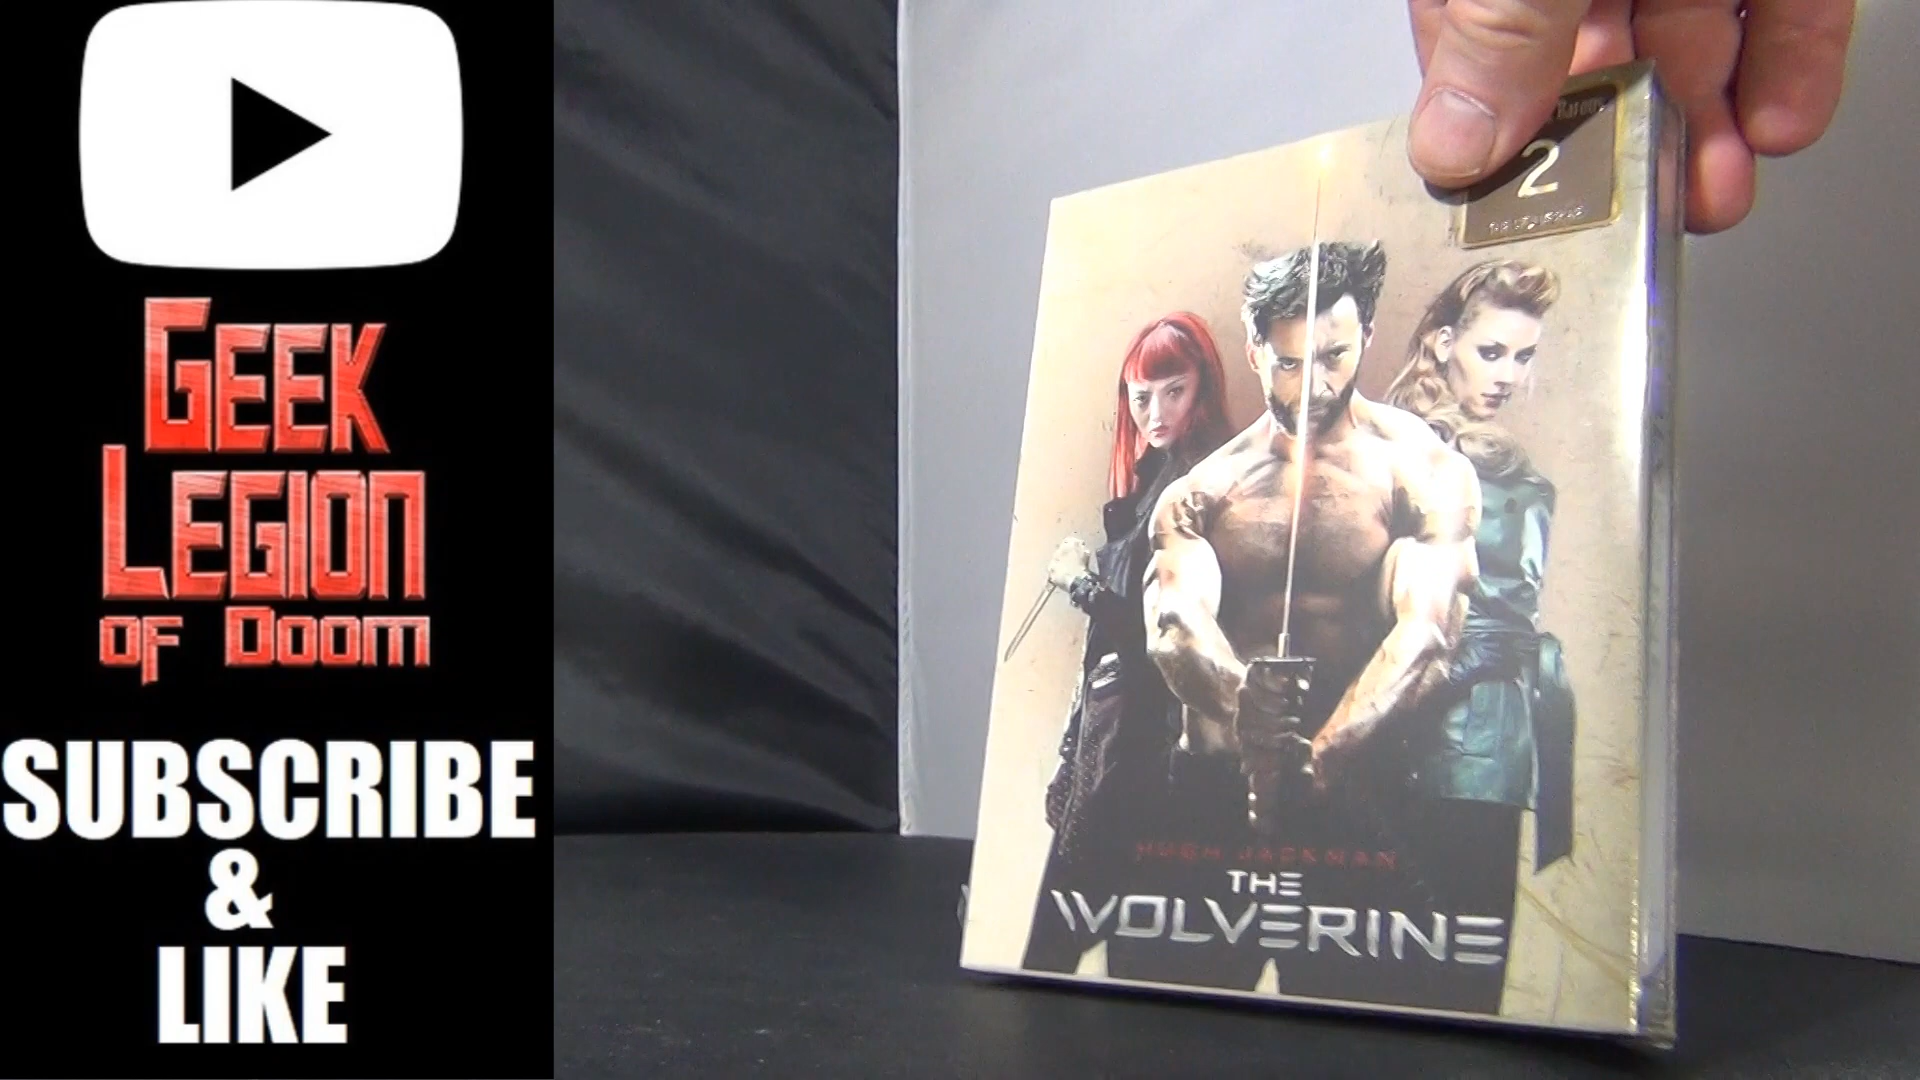 GEEK
LEGION
OF DOOM
SUBSCRIBE
&
LIKE
2
HUGH JACKMAN
THE
WOLVERINE